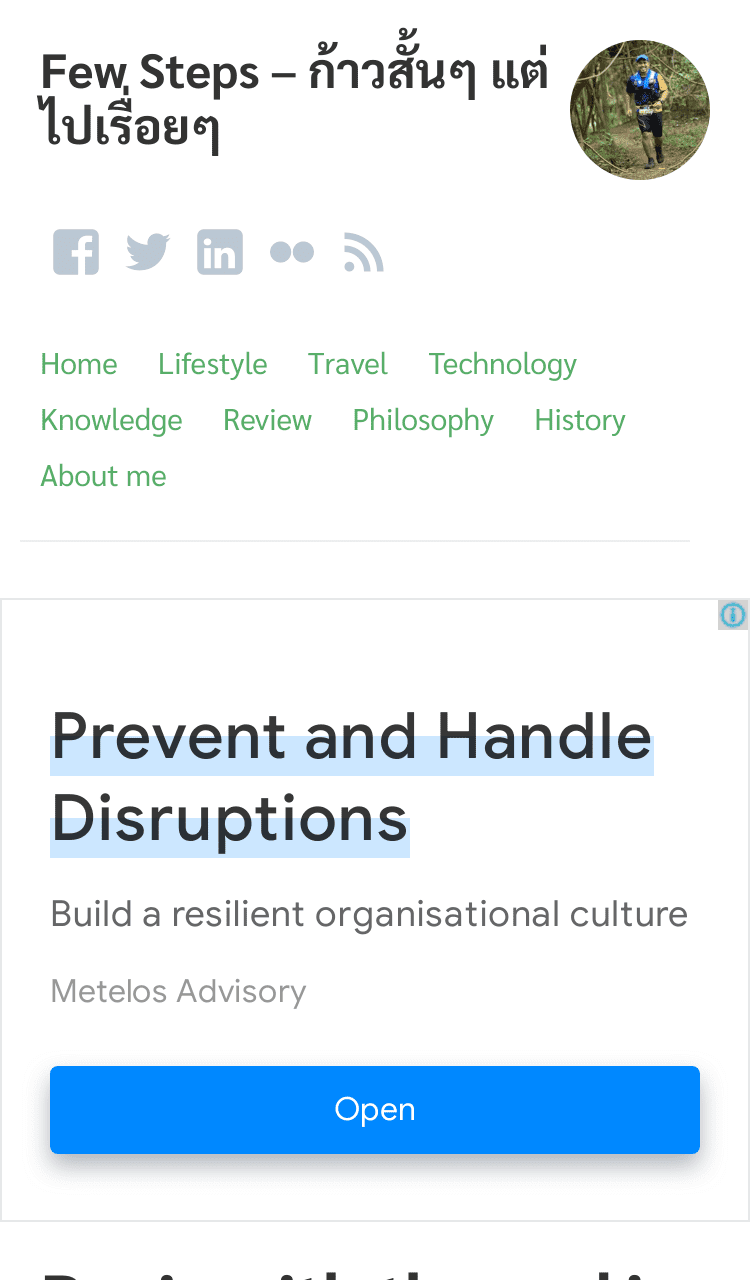 Few Steps – ก้าวสั้นๆ แต่
ไปเรื่อยๆ
Home Lifestyle Travel Technology
Knowledge Review Philosophy History
About me
Prevent and Handle
Disruptions
Build a resilient organisational culture
Metelos Advisory
Open